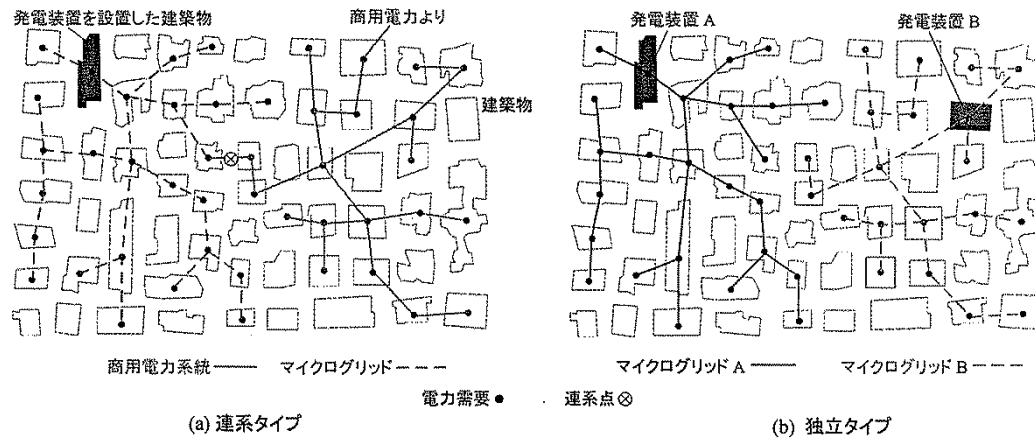 発電装置を設置した建築物
商用電力より
建築物
発電装置 A
発電装置 B
商用電力系統
マイクログリッド
マイクログリッド A
マイクログリッド B
電力需要
連系点
(a) 連系タイプ
(b) 独立タイプ